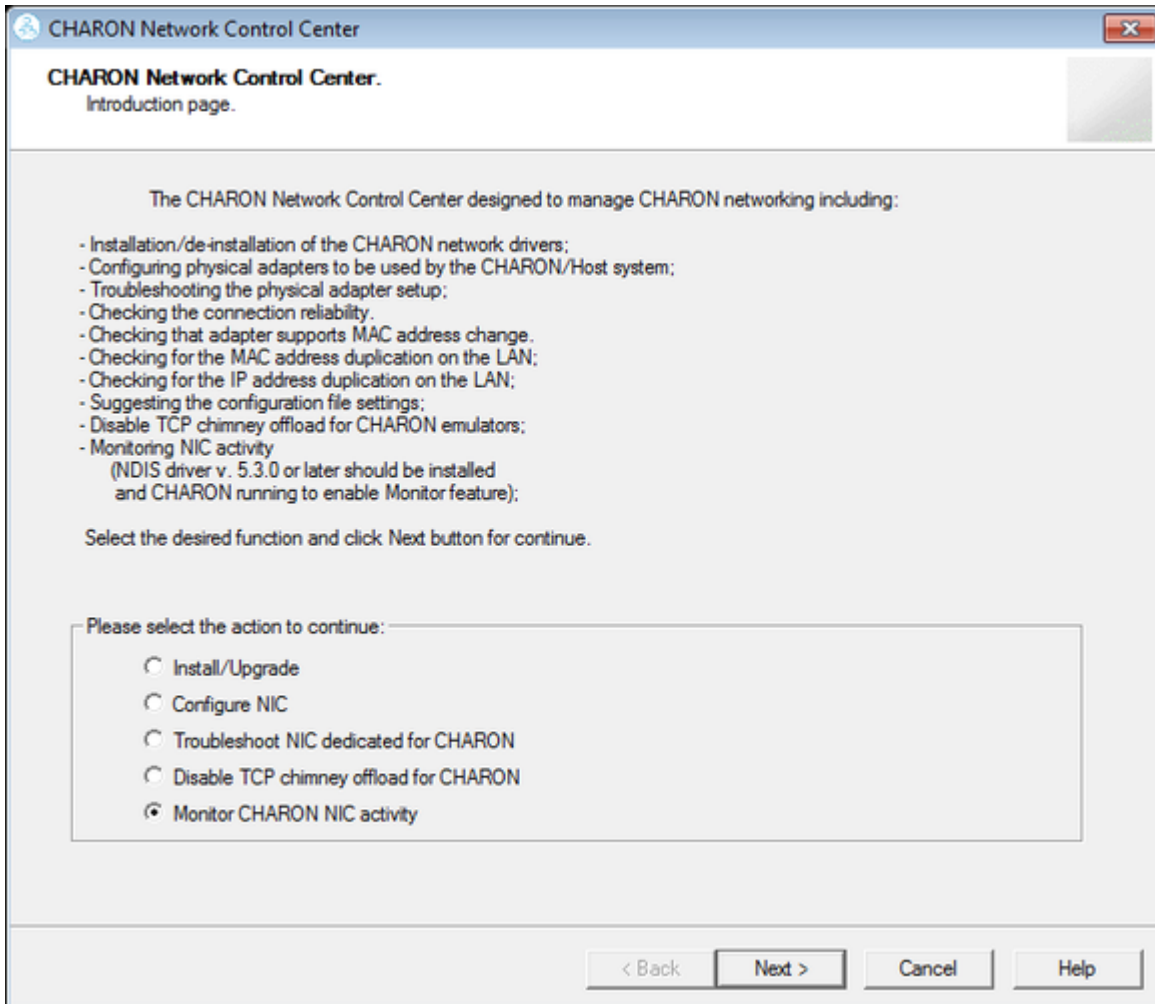 CHARON Network Control Center
CHARON Network Control Center.
Introduction page.
The CHARON Network Control Center designed to manage CHARON networking including:
- Installation/de-installation of the CHARON network drivers;
- Configuring physical adapters to be used by the CHARON/Host system;
- Troubleshooting the physical adapter setup;
- Checking the connection reliability.
- Checking that adapter supports MAC address change.
- Checking for the MAC address duplication on the LAN;
- Checking for the IP address duplication on the LAN;
- Suggesting the configuration file settings;
- Disable TCP chimney offload for CHARON emulators;
- Monitoring NIC activity
(NDIS driver v. 5.3.0 or later should be installed
and CHARON running to enable Monitor feature);
Select the desired function and click Next button for continue.
Please select the action to continue:
Install/Upgrade
Configure NIC
Troubleshoot NIC dedicated for CHARON
Disable TCP chimney offload for CHARON
Monitor CHARON NIC activity
< Back Next > Cancel Help